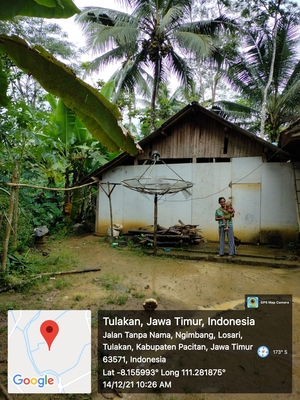 GPS Map Camera
Tulakan, Jawa Timur, Indonesia
Jalan Tanpa Nama, Ngimbang, Losari,
Tulakan, Kabupaten Pacitan, Jawa Timur
63571, Indonesia
Lat -8.155993° Long 111.281875°
14/12/21 10:26 AM
173° S
Google